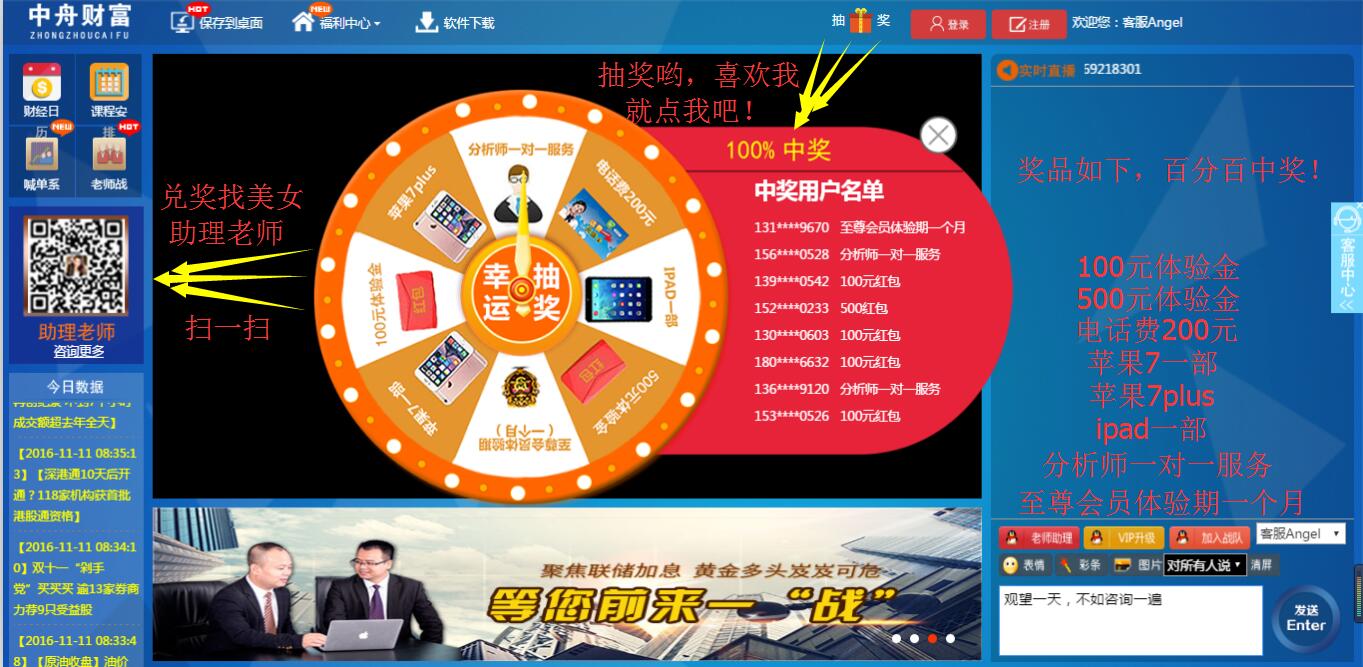 中舟财富
ZHONGZHOUCAIFU
HOT
保存到桌面
NEW
福利中心
软件下载
抽 奖
登录
注册
欢迎您：客服Angel
财经日
历
课程安
排
NEW
HOT
喊单系
老师战
助理老师
咨询更多
今日数据
成交额超去年全天】
【2016-11-11 08:35:1
3】【深港通10天后开
通？118家机构获首批
港股通资格】
【2016-11-11 08:34:1
0】双十一“剁手
党”买买买 逾13家券商
力荐9只受益股
【2016-11-11 08:33:4
8】【原油收盘】油价
兑奖找美女
助理老师
扫一扫
抽奖哟，喜欢我
就点我吧！
分析师一对一服务
电话费200元
IPAD一部
500元体验金
至尊会员体验期
（一个月）
苹果7一部
100元体验金
苹果7plus
红包
红包
幸运
抽奖
100% 中奖
中奖用户名单
131****9670 至尊会员体验期一个月
156****0528 分析师一对一服务
139****0542 100元红包
152****0233 500红包
130****0603 100元红包
180****6632 100元红包
136****9120 分析师一对一服务
153****0526 100元红包
聚焦联储加息 黄金多头岌岌可危
等您前来一“战”
实时直播
59218301
奖品如下，百分百中奖！
100元体验金
500元体验金
电话费200元
苹果7一部
苹果7plus
ipad一部
分析师一对一服务
至尊会员体验期一个月
客服中心
<<
老师助理
VIP升级
加入战队
客服Angel
表情
彩条
图片
对所有人说
清屏
观望一天，不如咨询一遍
发送
Enter